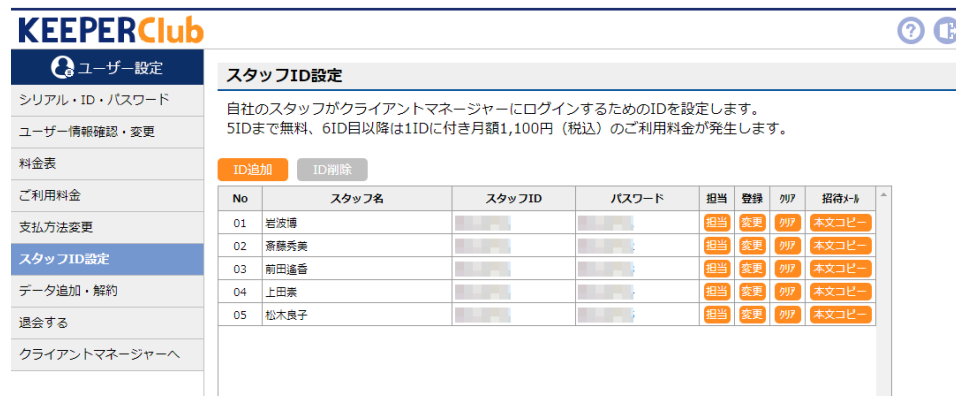 KEEPERClub
ユーザー設定
シリアル・ID・パスワード
ユーザー情報確認・変更
料金表
ご利用料金
支払方法変更
スタッフID設定
データ追加・解約
退会する
クライアントマネージャーへ
スタッフID設定
自社のスタッフがクライアントマネージャーにログインするためのIDを設定します。
5IDまで無料、6ID目以降は1IDに付き月額1,100円（税込）のご利用料金が発生します。
ID追加 ID削除
No スタッフ名 スタッフID パスワード 担当 登録 クリア 招待メール
01 岩波博 担当 変更 クリア 本文コピー
02 斎藤秀美 担当 変更 クリア 本文コピー
03 前田遥香 担当 変更 クリア 本文コピー
04 上田崇 担当 変更 クリア 本文コピー
05 松木良子 担当 変更 クリア 本文コピー